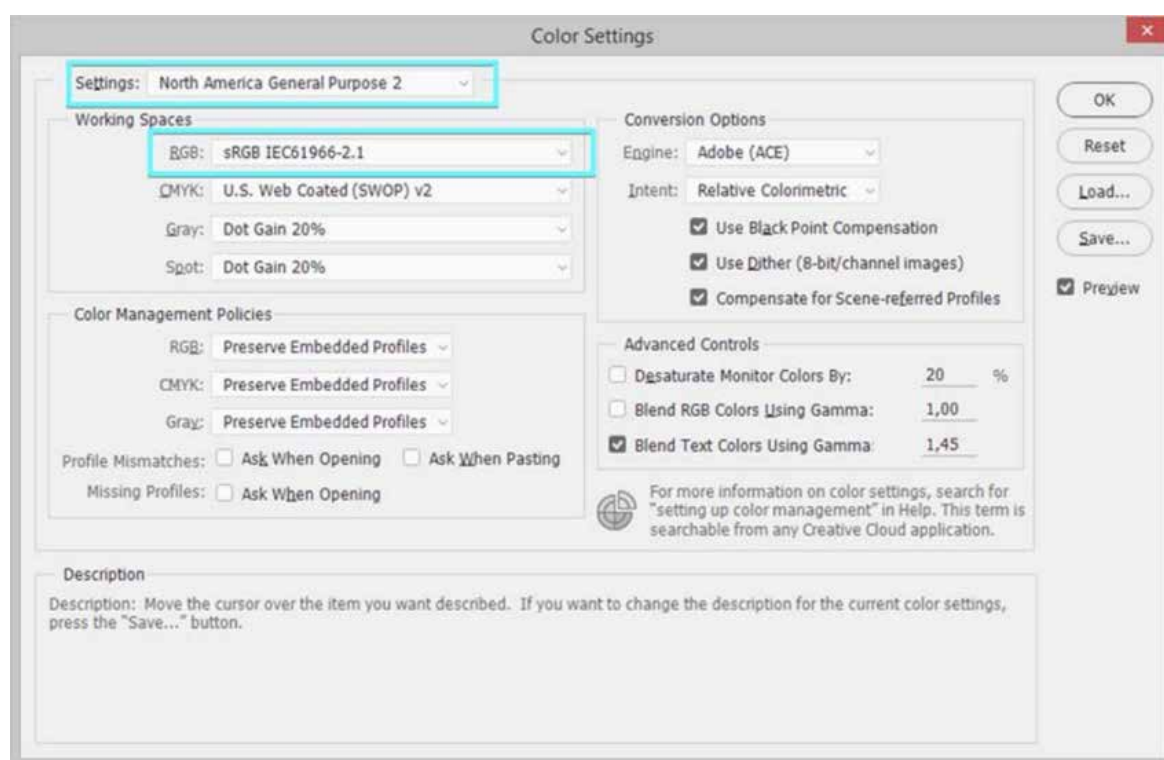 Color Settings
Settings: North America General Purpose 2
Working Spaces
RGB: sRGB IEC61966-2.1
CMYK: U.S. Web Coated (SWOP) v2
Gray: Dot Gain 20%
Spot: Dot Gain 20%
Color Management Policies
RGB: Preserve Embedded Profiles
CMYK: Preserve Embedded Profiles
Gray: Preserve Embedded Profiles
Profile Mismatches: Ask When Opening Ask When Pasting
Missing Profiles: Ask When Opening
Conversion Options
Engine: Adobe (ACE)
Intent: Relative Colorimetric
Use Black Point Compensation
Use Dither (8-bit/channel images)
Compensate for Scene-referred Profiles
Advanced Controls
Desaturate Monitor Colors By: 20 %
Blend RGB Colors Using Gamma: 1,00
Blend Text Colors Using Gamma: 1,45
For more information on color settings, search for
"setting up color management" in Help. This term is
searchable from any Creative Cloud application.
OK
Reset
Load...
Save...
Preview
Description
Description: Move the cursor over the item you want described. If you want to change the description for the current color settings,
press the "Save..." button.